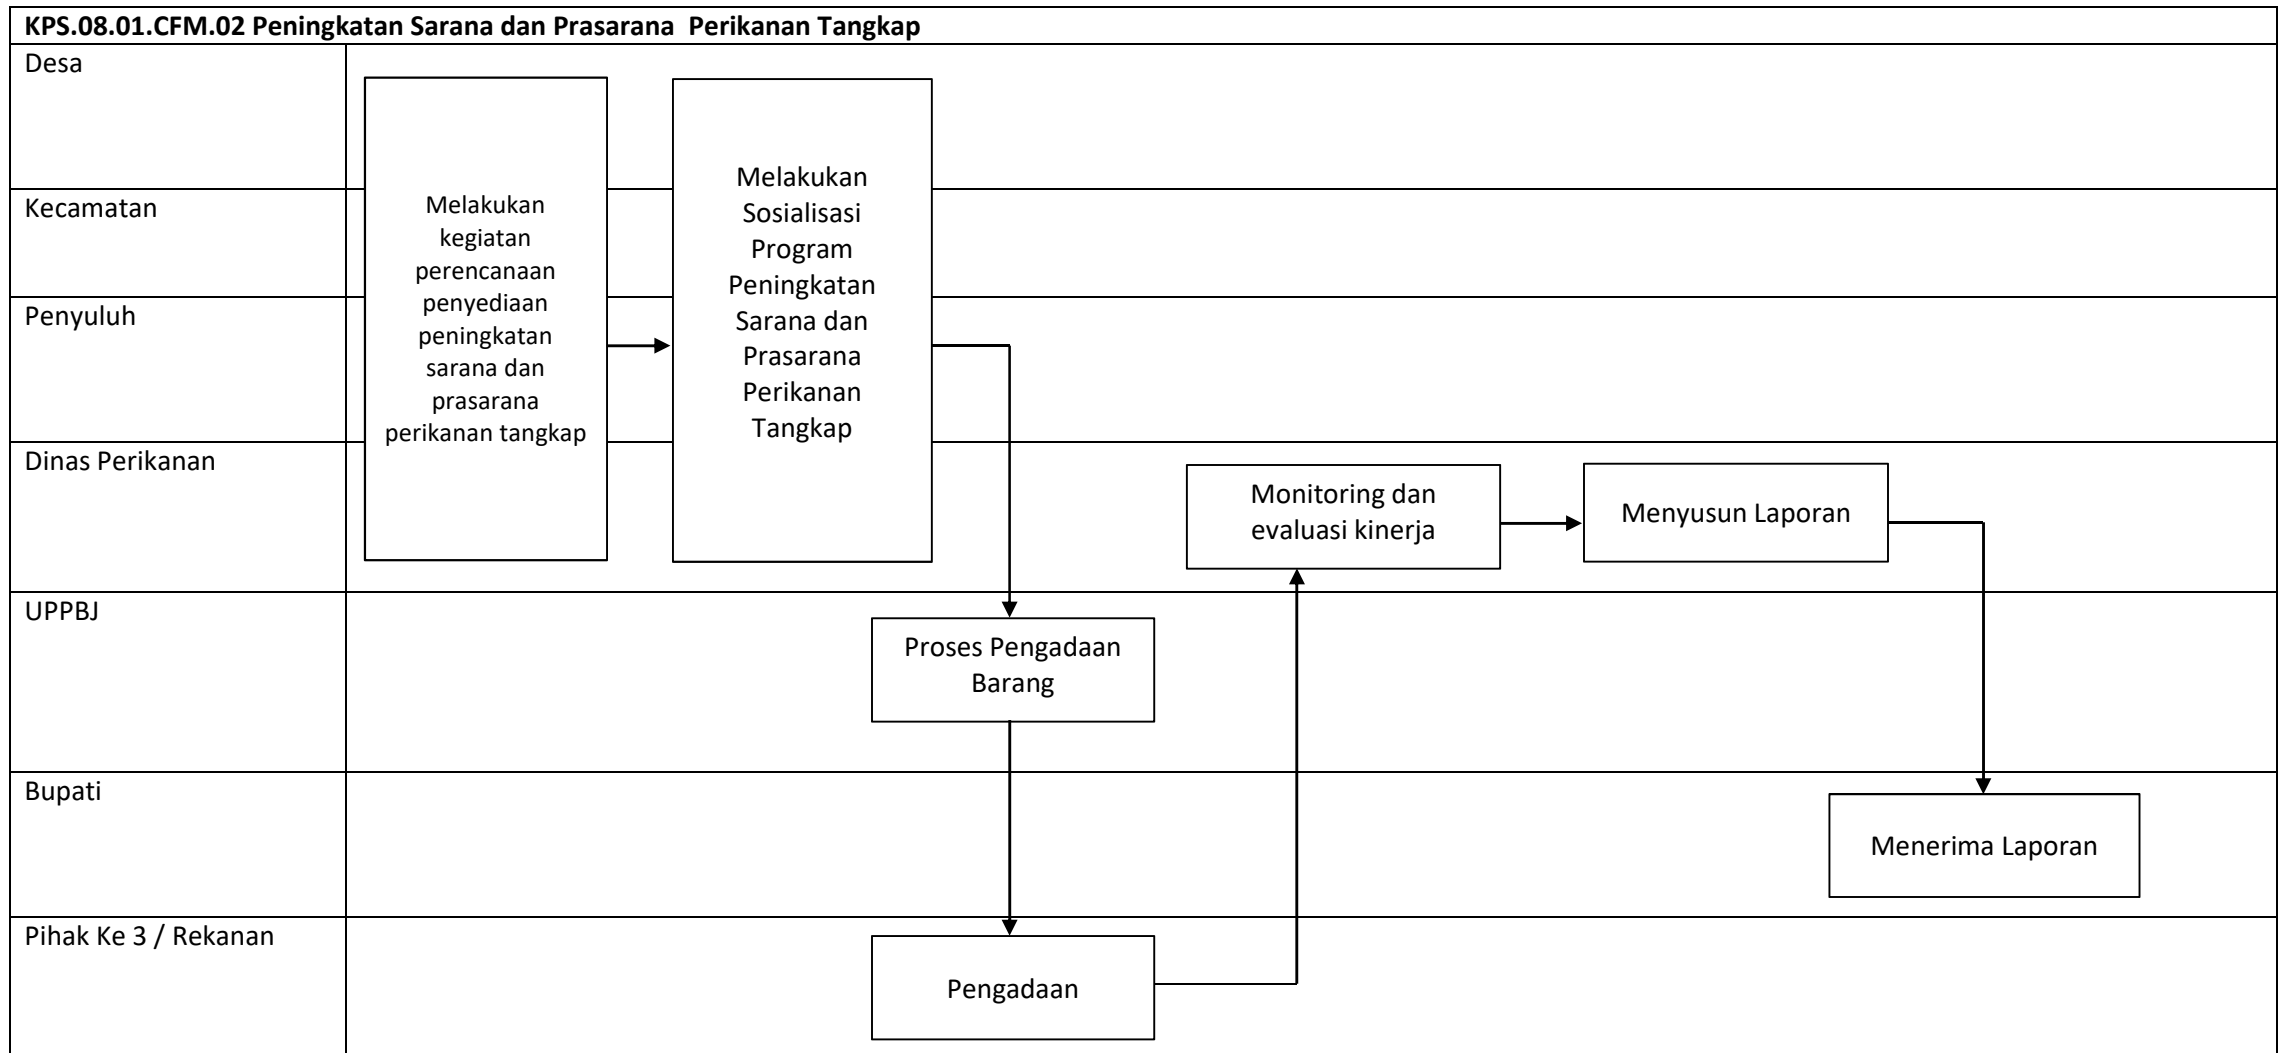 KPS.08.01.CFM.02 Peningkatan Sarana dan Prasarana  Perikanan Tangkap
Desa
Kecamatan
Penyuluh
Dinas Perikanan
UPPBJ
Bupati
Pihak Ke 3 / Rekanan
Melakukan
kegiatan
perencanaan
penyediaan
peningkatan
sarana dan
prasarana
perikanan tangkap
Melakukan
Sosialisasi
Program
Peningkatan
Sarana dan
Prasarana
Perikanan
Tangkap
Proses Pengadaan
Barang
Pengadaan
Monitoring dan
evaluasi kinerja
Menyusun Laporan
Menerima Laporan